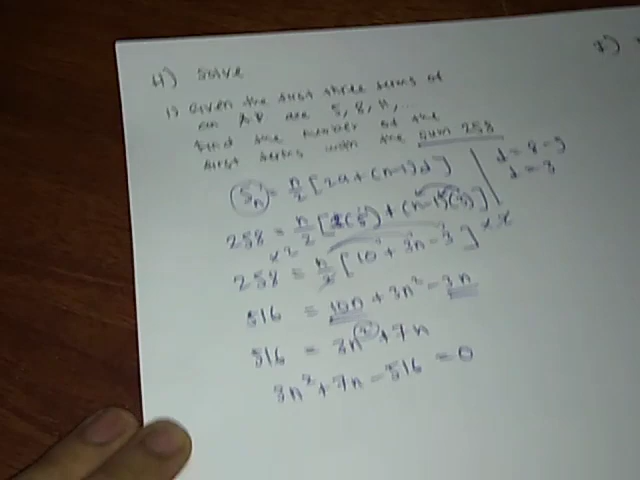 4) Solve
1) Given the first three terms of
an A.P are 5, 8, 11, ...
find the number of the
first terms with the sum 258
Sn = n/2 [2a + (n-1)d]
d = 8 - 5
d = 3
258 = n/2 [2(5) + (n-1)(3)]
258 = n/2 [10 + 3n - 3] x2
x2
516 = 10n + 3n² - 3n
516 = 3n² + 7n
3n² + 7n - 516 = 0